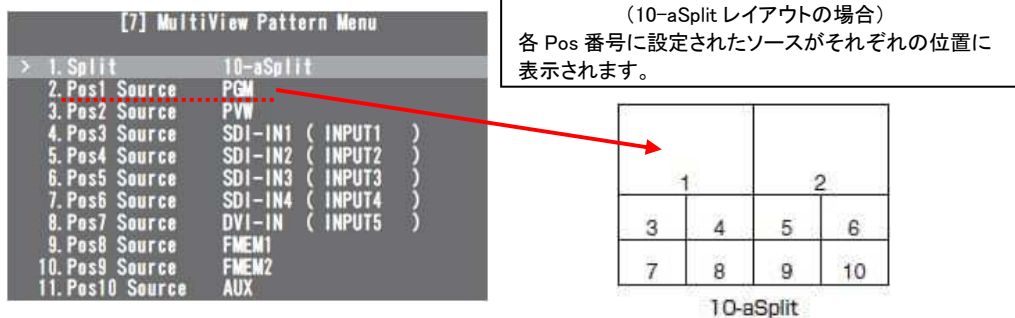 [7] MultiView Pattern Menu
> 1. Split 10-aSplit
2. Pos1 Source PGM
3. Pos2 Source PVW
4. Pos3 Source SDI-IN1 ( INPUT1 )
5. Pos4 Source SDI-IN2 ( INPUT2 )
6. Pos5 Source SDI-IN3 ( INPUT3 )
7. Pos6 Source SDI-IN4 ( INPUT4 )
8. Pos7 Source DVI-IN ( INPUT5 )
9. Pos8 Source FMEM1
10. Pos9 Source FMEM2
11. Pos10 Source AUX
（10-aSplit レイアウトの場合）
各 Pos 番号に設定されたソースがそれぞれの位置に
表示されます。
1 2
3 4 5 6
7 8 9 10
10-aSplit